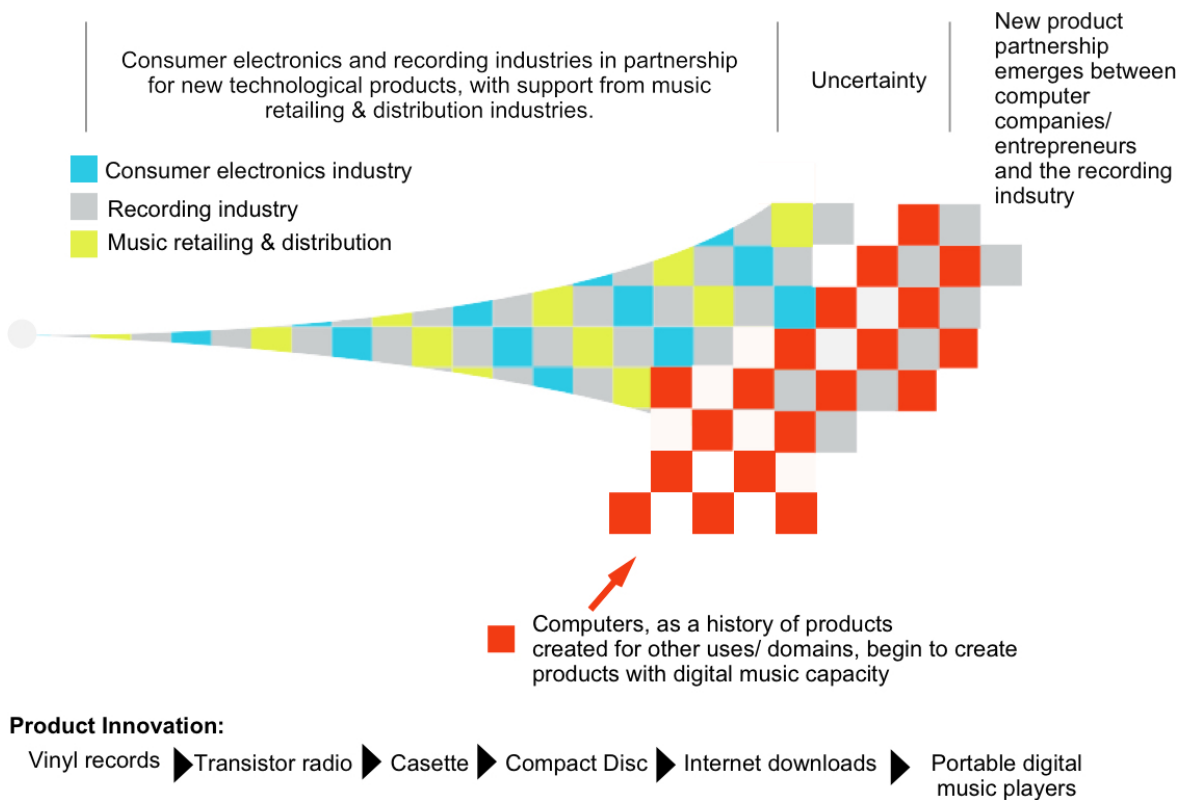 Consumer electronics and recording industries in partnership
for new technological products, with support from music
retailing & distribution industries.
Uncertainty
New product
partnership
emerges between
computer
companies/
entrepreneurs
and the recording
indsutry
Consumer electronics industry
Recording industry
Music retailing & distribution
Computers, as a history of products
created for other uses/ domains, begin to create
products with digital music capacity
Product Innovation:
Vinyl records
Transistor radio
Casette
Compact Disc
Internet downloads
Portable digital
music players